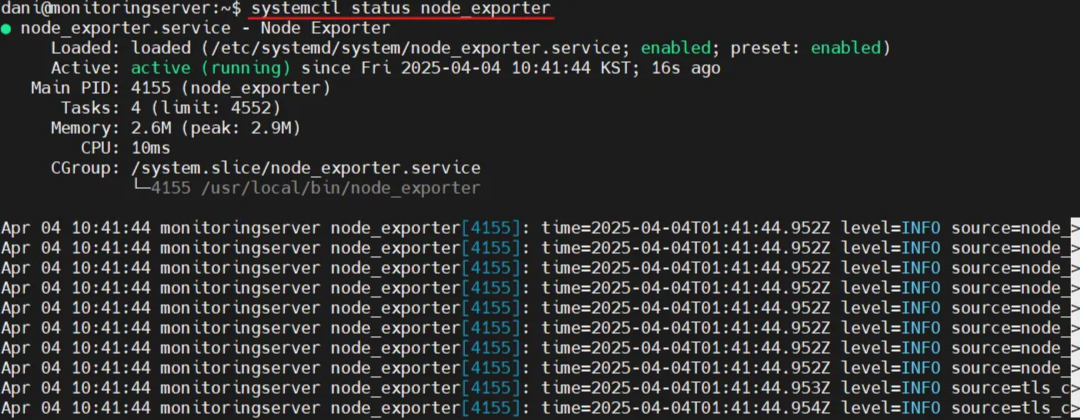 dani@monitoringserver:~$ systemctl status node_exporter
● node_exporter.service - Node Exporter
Loaded: loaded (/etc/systemd/system/node_exporter.service; enabled; preset: enabled)
Active: active (running) since Fri 2025-04-04 10:41:44 KST; 16s ago
Main PID: 4155 (node_exporter)
Tasks: 4 (limit: 4552)
Memory: 2.6M (peak: 2.9M)
CPU: 10ms
CGroup: /system.slice/node_exporter.service
└─4155 /usr/local/bin/node_exporter
Apr 04 10:41:44 monitoringserver node_exporter[4155]: time=2025-04-04T01:41:44.952Z level=INFO source=node_>
Apr 04 10:41:44 monitoringserver node_exporter[4155]: time=2025-04-04T01:41:44.952Z level=INFO source=node_>
Apr 04 10:41:44 monitoringserver node_exporter[4155]: time=2025-04-04T01:41:44.952Z level=INFO source=node_>
Apr 04 10:41:44 monitoringserver node_exporter[4155]: time=2025-04-04T01:41:44.952Z level=INFO source=node_>
Apr 04 10:41:44 monitoringserver node_exporter[4155]: time=2025-04-04T01:41:44.952Z level=INFO source=node_>
Apr 04 10:41:44 monitoringserver node_exporter[4155]: time=2025-04-04T01:41:44.952Z level=INFO source=node_>
Apr 04 10:41:44 monitoringserver node_exporter[4155]: time=2025-04-04T01:41:44.952Z level=INFO source=node_>
Apr 04 10:41:44 monitoringserver node_exporter[4155]: time=2025-04-04T01:41:44.952Z level=INFO source=node_>
Apr 04 10:41:44 monitoringserver node_exporter[4155]: time=2025-04-04T01:41:44.953Z level=INFO source=tls_c>
Apr 04 10:41:44 monitoringserver node_exporter[4155]: time=2025-04-04T01:41:44.954Z level=INFO source=tls_c>